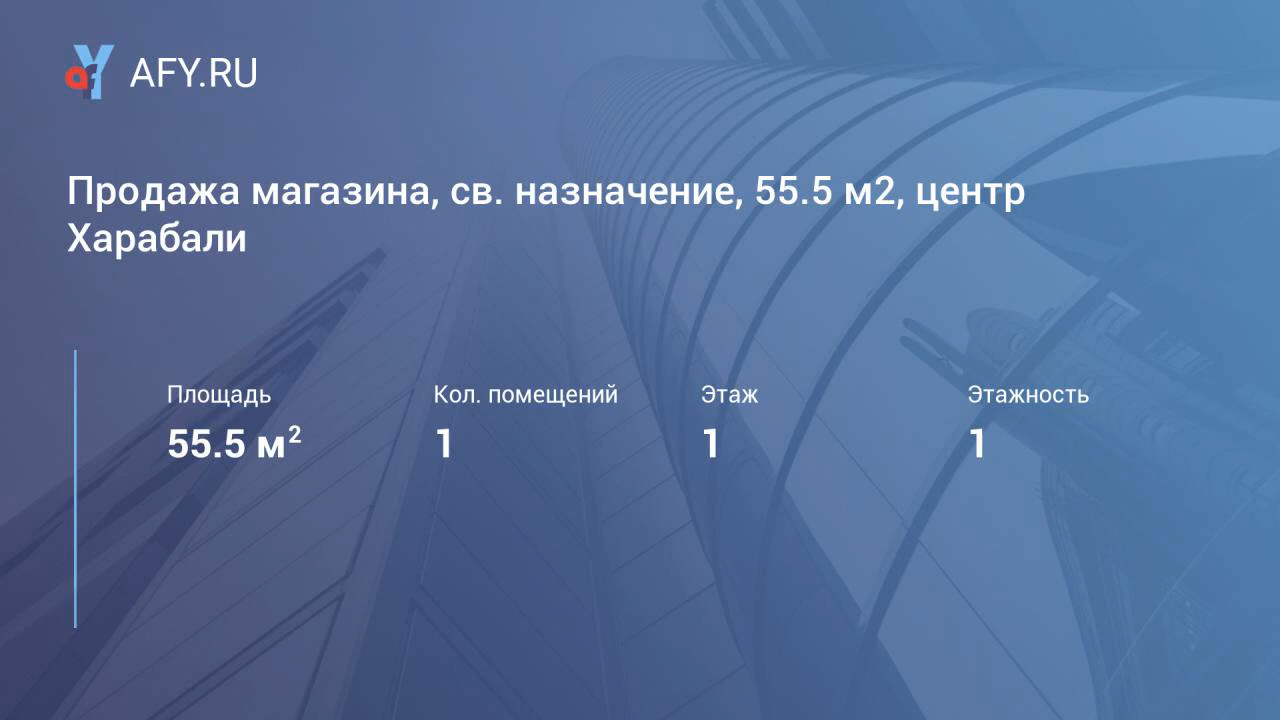 AFY.RU
Продажа магазина, св. назначение, 55.5 м2, центр
Харабали
Площадь
Кол. помещений
Этаж
Этажность
55.5 м²
1
1
1